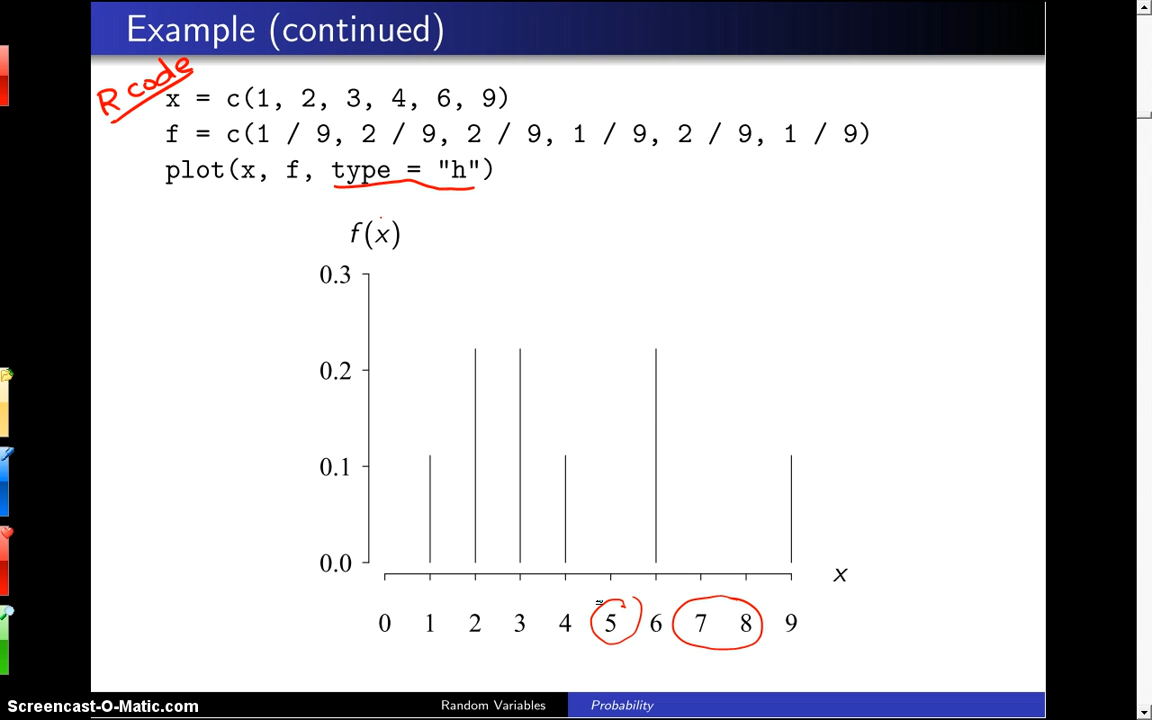 Example (continued)
R code
x = c(1, 2, 3, 4, 6, 9)
f = c(1 / 9, 2 / 9, 2 / 9, 1 / 9, 2 / 9, 1 / 9)
plot(x, f, type = "h")
f(x)
0.3
0.2
0.1
0.0
x
0 1 2 3 4 5 6 7 8 9
Screencast-O-Matic.com
Random Variables Probability